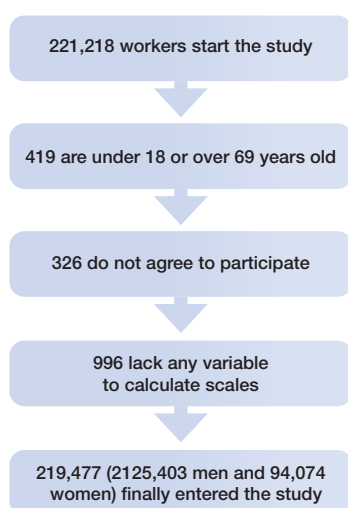 221,218 workers start the study
419 are under 18 or over 69 years old
326 do not agree to participate
996 lack any variable
to calculate scales
219,477 (2125,403 men and 94,074
women) finally entered the study